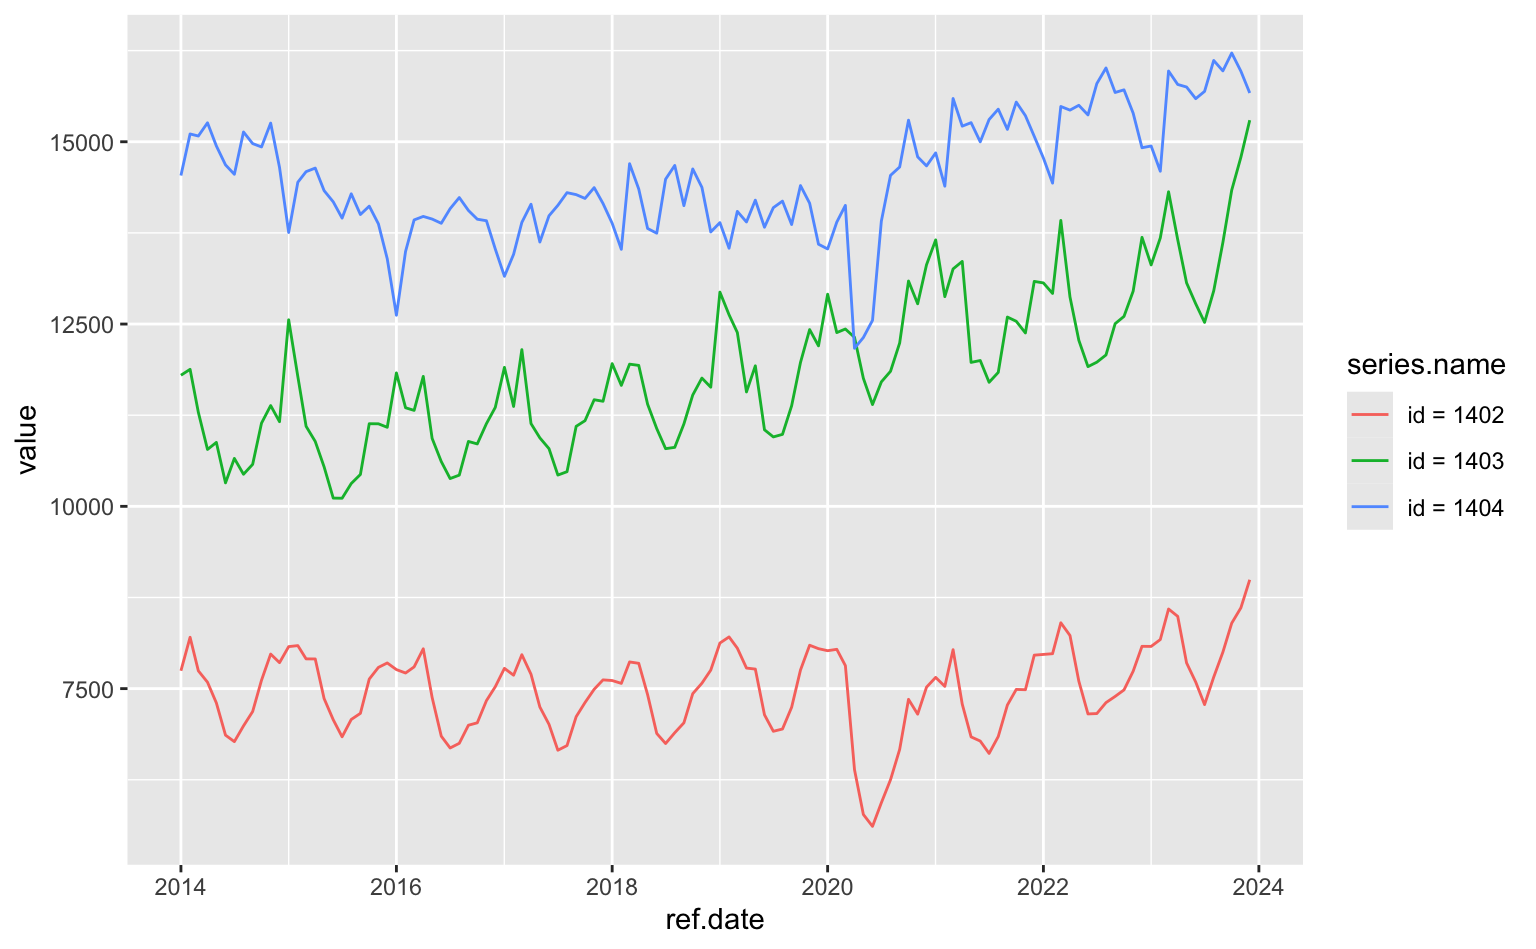 15000
12500
10000
7500
value
2014 2016 2018 2020 2022 2024
ref.date
series.name
id = 1402
id = 1403
id = 1404